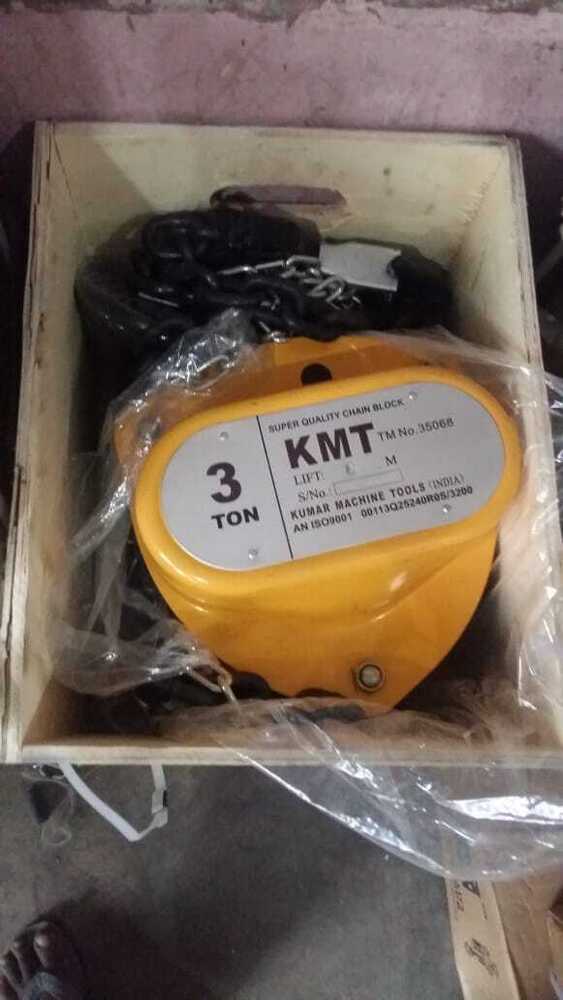 3
TON
SUPER QUALITY CHAIN BLOCK
KMT TM No.35068
LIFT: M
S/No.:
KUMAR MACHINE TOOLS (INDIA)
AN ISO9001 00113Q25240R0S/3200